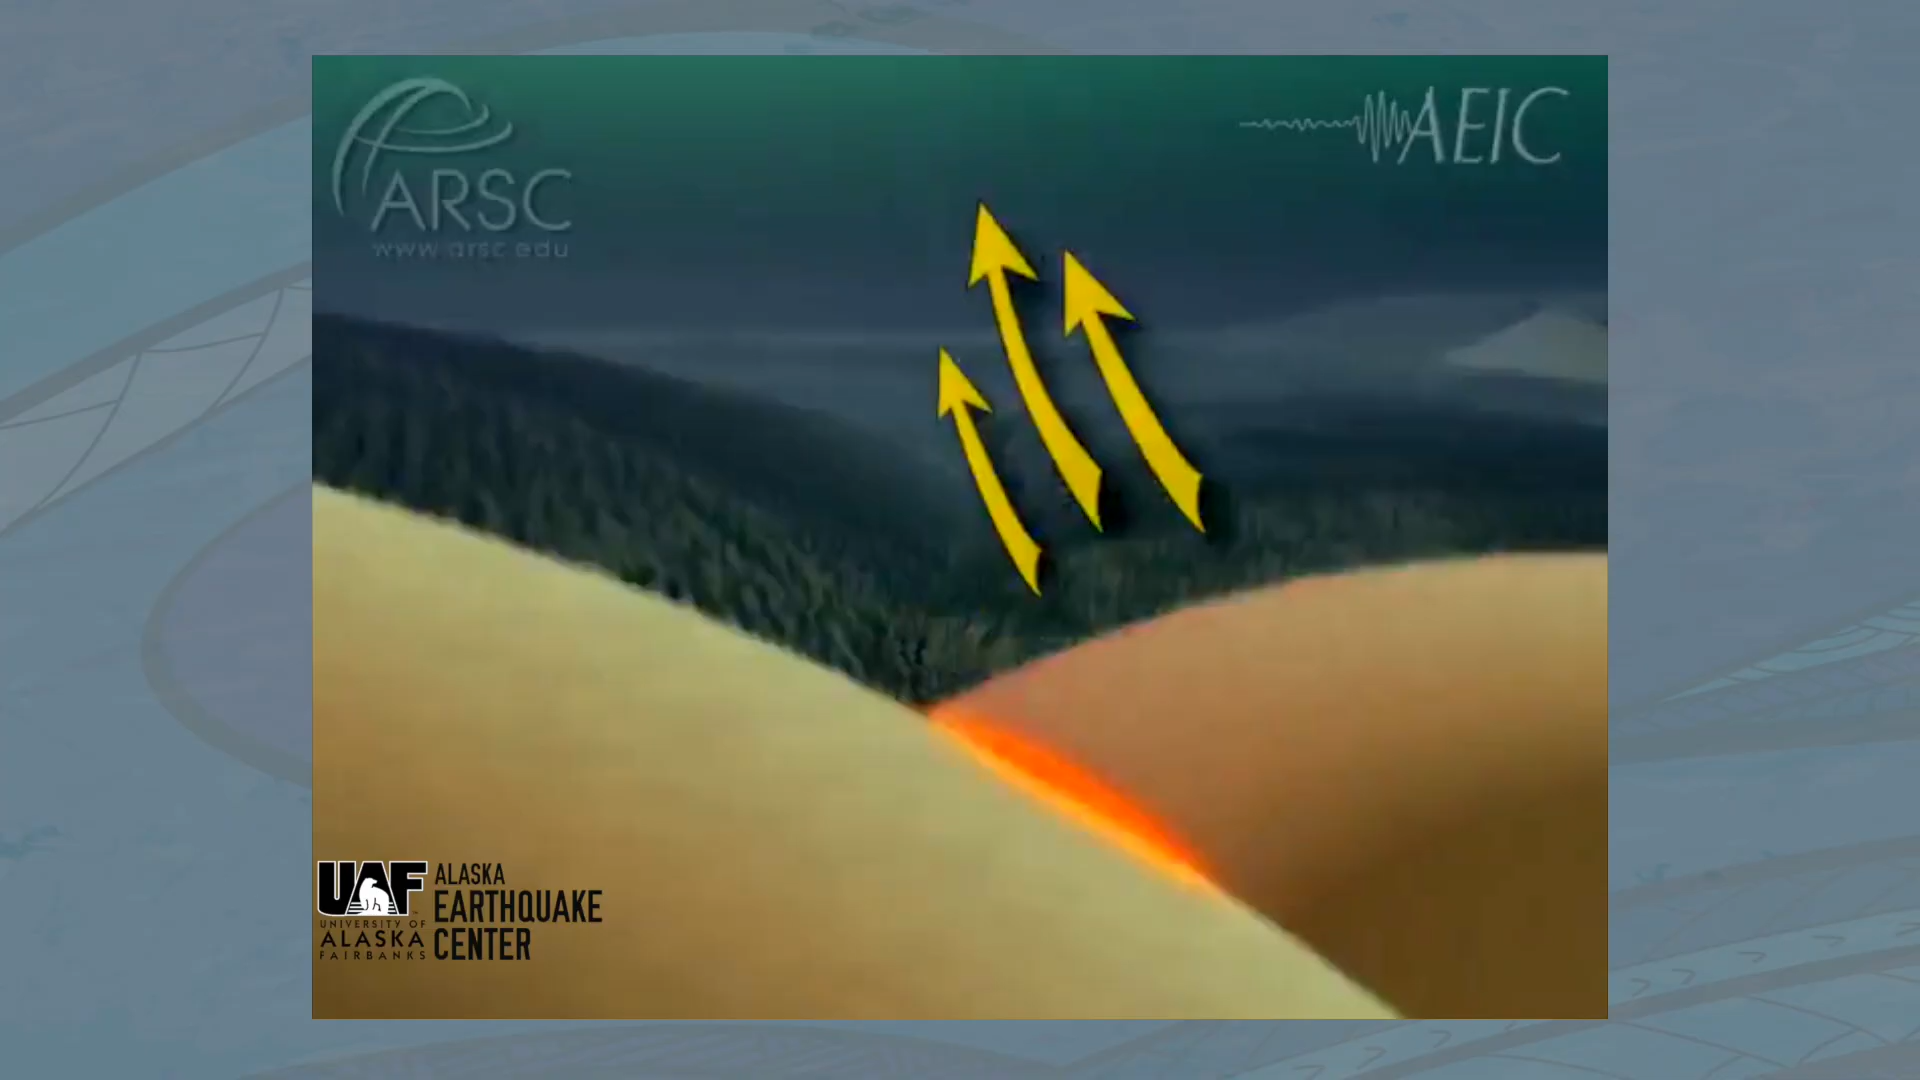 ARSC
www.arsc.edu
AEIC
UAF
UNIVERSITY OF
ALASKA
FAIRBANKS
ALASKA
EARTHQUAKE
CENTER